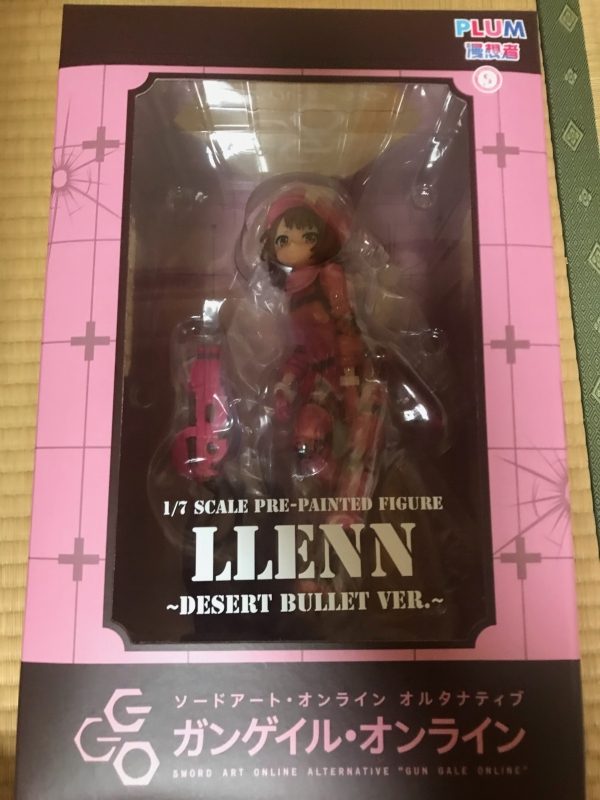 PLUM
漫想者
1/7 SCALE PRE-PAINTED FIGURE
LLENN
~DESERT BULLET VER.~
ソードアート・オンライン オルタナティブ
GGO
ガンゲイル・オンライン
SWORD ART ONLINE ALTERNATIVE "GUN GALE ONLINE"